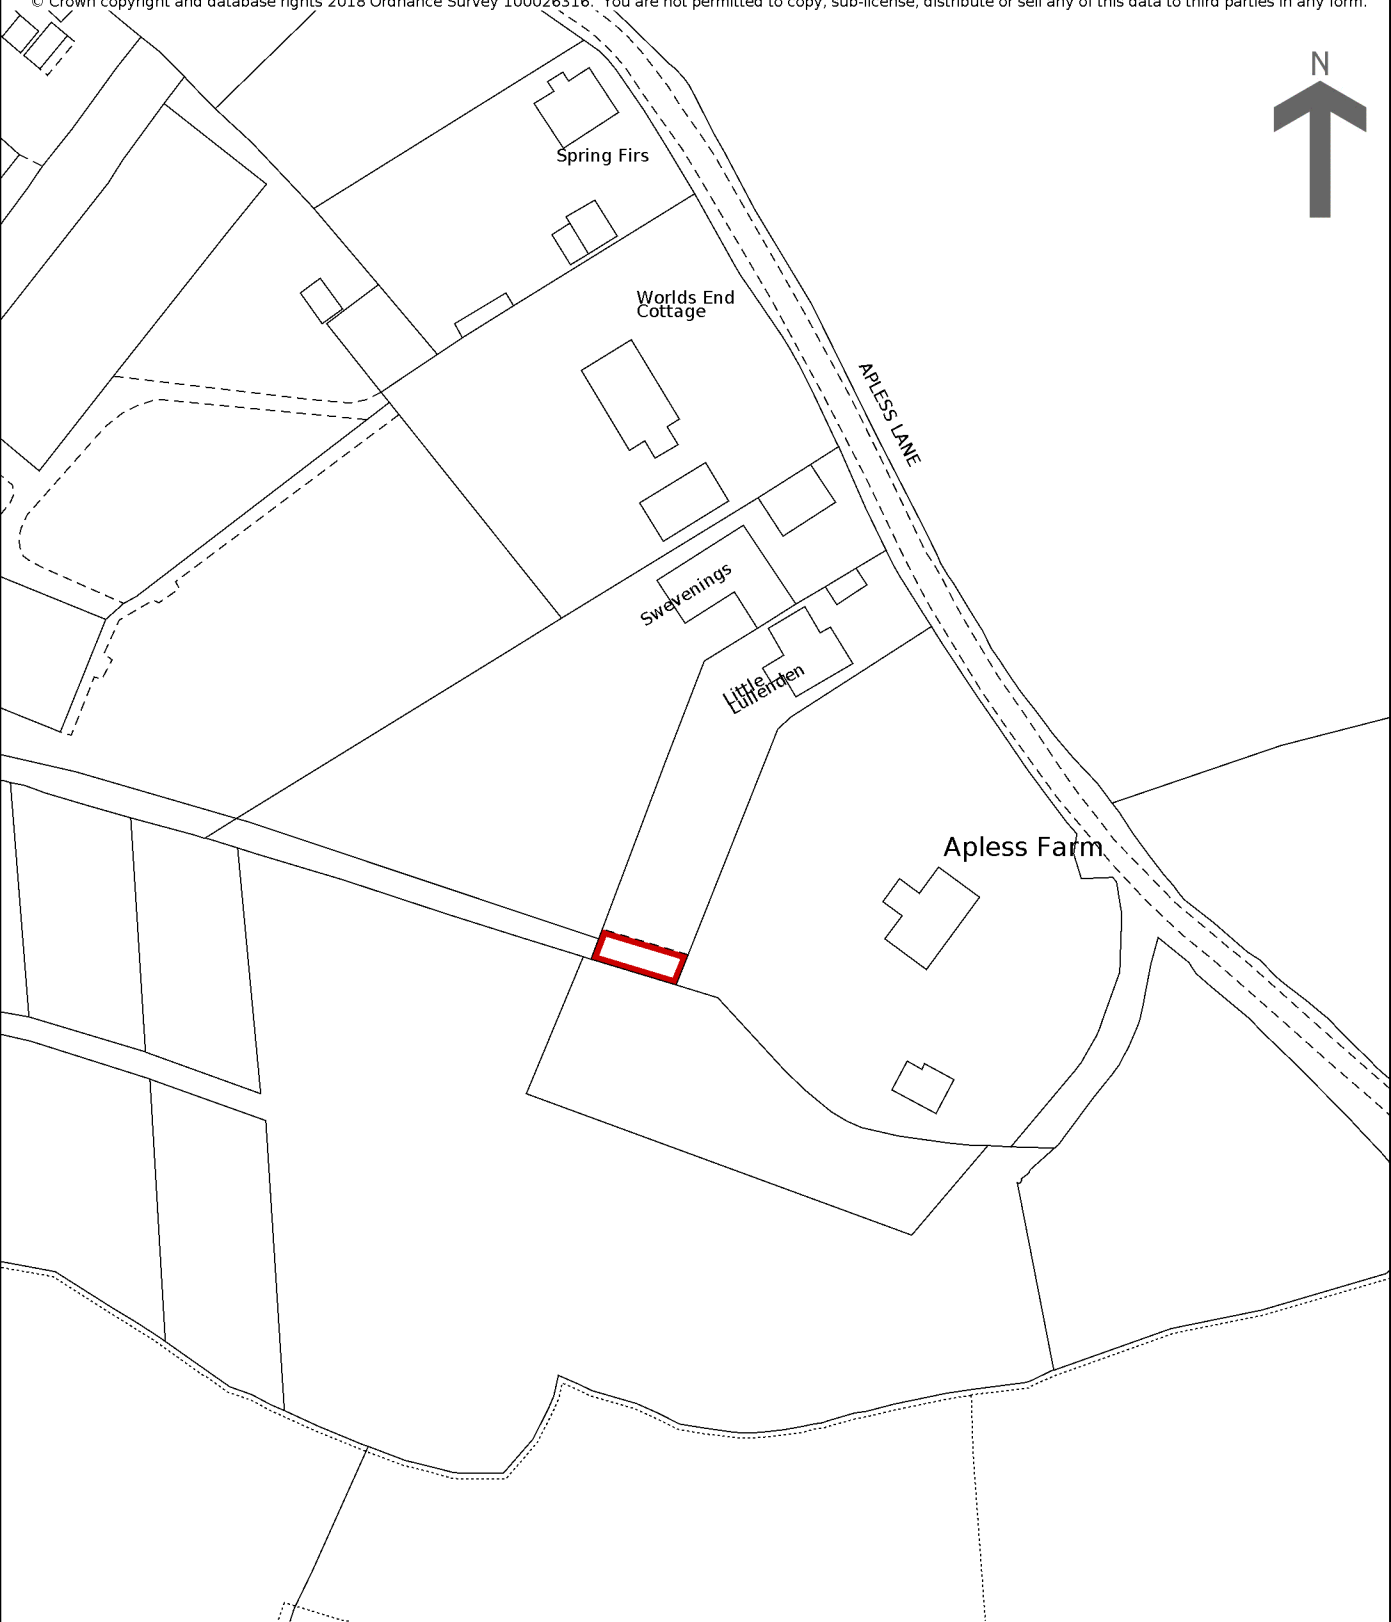 © Crown copyright and database rights 2018 Ordnance Survey 100026316. You are not permitted to copy, sub-license, distribute or sell any of this data to third parties in any form.
N
Spring Firs
Worlds End
Cottage
APLESS LANE
Swevenings
Little
Lullenden
Apless Farm